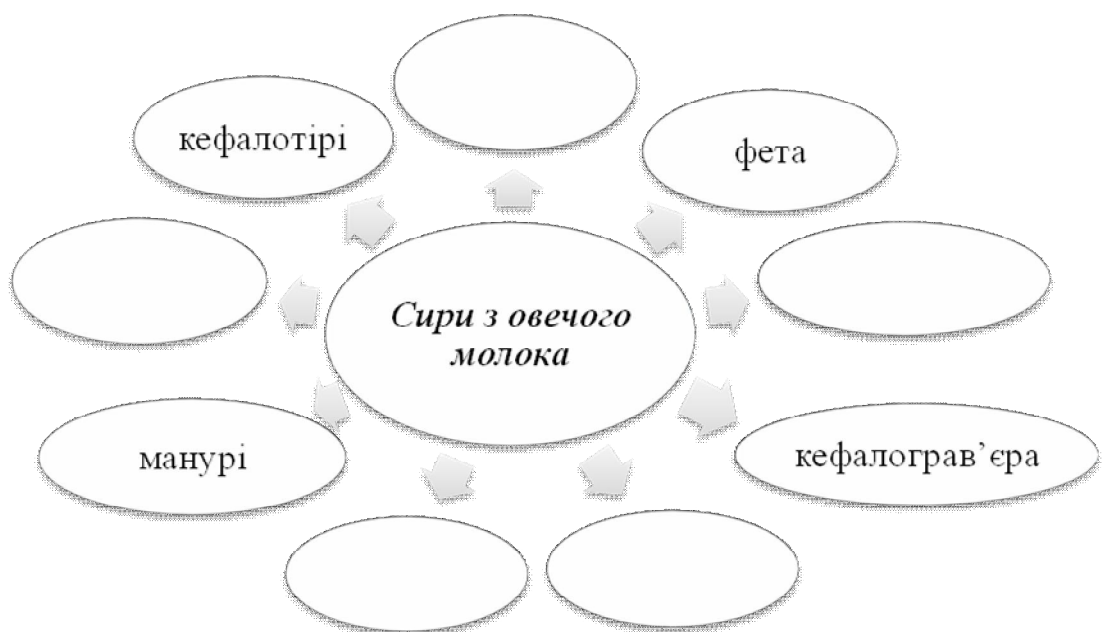 кефалотірі
фета
Сири з овечого
молока
манурі
кефалограв’єра